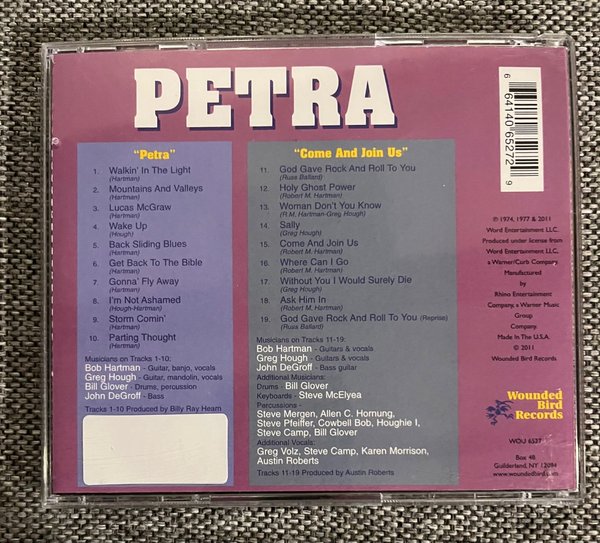 PETRA
"Petra"
1. Walkin' In The Light
(Hartman)
2. Mountains And Valleys
(Hartman)
3. Lucas McGraw
(Hartman)
4. Wake Up
(Hough)
5. Back Sliding Blues
(Hartman)
6. Get Back To The Bible
(Hartman)
7. Gonna' Fly Away
(Hartman)
8. I'm Not Ashamed
(Hough-Hartman)
9. Storm Comin'
(Hartman)
10. Parting Thought
(Hartman)
Musicians on Tracks 1-10:
Bob Hartman - Guitar, banjo, vocals
Greg Hough - Guitar, mandolin, vocals
Bill Glover - Drums, percussion
John DeGroff - Bass
Tracks 1-10 Produced by Billy Ray Hearn
"Come And Join Us"
11. God Gave Rock And Roll To You
(Russ Ballard)
12. Holy Ghost Power
(Robert M. Hartman)
13. Woman Don't You Know
(R.M. Hartman-Greg Hough)
14. Sally
(Greg Hough)
15. Come And Join Us
(Robert M. Hartman)
16. Where Can I Go
(Robert M. Hartman)
17. Without You I Would Surely Die
(Greg Hough)
18. Ask Him In
(Robert M. Hartman)
19. God Gave Rock And Roll To You (Reprise)
(Russ Ballard)
Musicians on Tracks 11-19:
Bob Hartman - Guitars & vocals
Greg Hough - Guitars & vocals
John DeGroff - Bass guitar
Additional Musicians:
Drums - Bill Glover
Keyboards - Steve McElyea
Percussion -
Steve Mergen, Allen C. Hornung,
Steve Pfeiffer, Cowbell Bob, Houghie I,
Steve Camp, Bill Glover
Additional Vocals:
Greg Volz, Steve Camp, Karen Morrison,
Austin Roberts
Tracks 11-19 Produced by Austin Roberts
6 64140 65272 9
℗ 1974, 1977 & 2011
Word Entertainment LLC.
Produced under license from
Word Entertainment LLC,
a Warner/Curb Company.
Manufactured
by
Rhino Entertainment
Company, a Warner Music
Group
Company.
Made In The U.S.A.
© 2011
Wounded Bird Records.
Wounded
Bird
Records
WOU 6527
Box 48
Guilderland, NY 12084
www.woundedbird.com